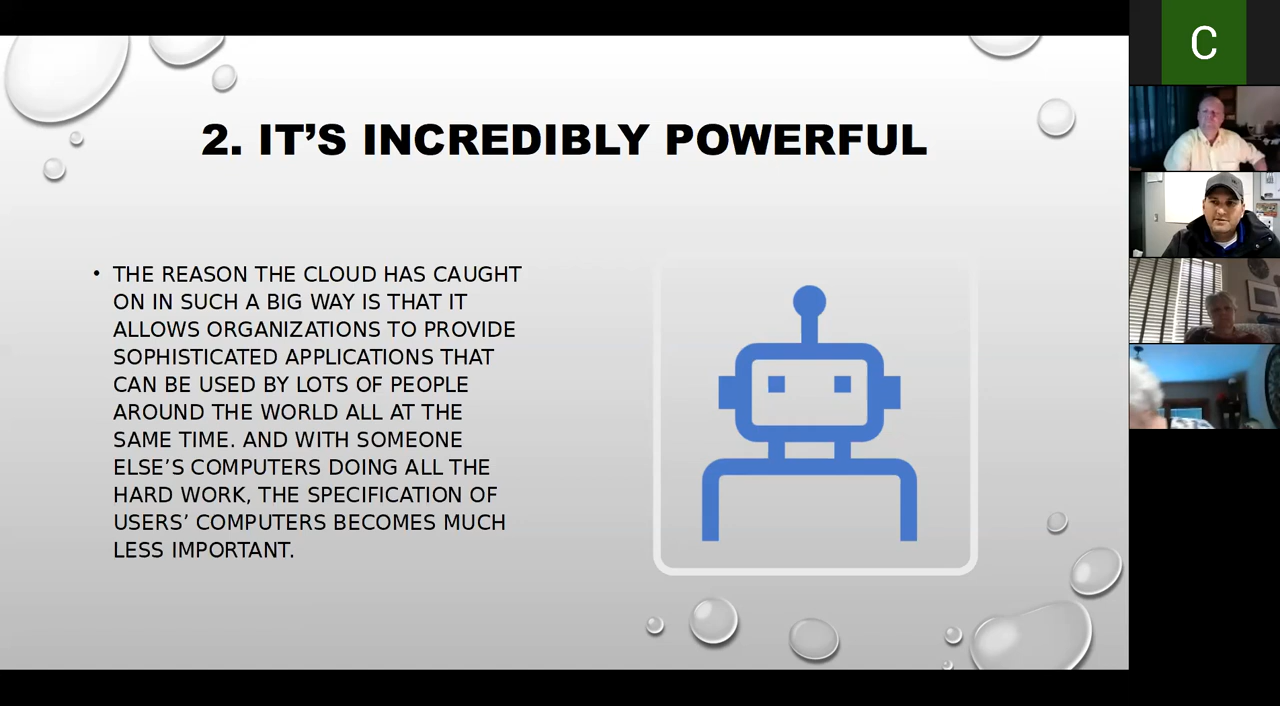 C
2. IT’S INCREDIBLY POWERFUL
• THE REASON THE CLOUD HAS CAUGHT
ON IN SUCH A BIG WAY IS THAT IT
ALLOWS ORGANIZATIONS TO PROVIDE
SOPHISTICATED APPLICATIONS THAT
CAN BE USED BY LOTS OF PEOPLE
AROUND THE WORLD ALL AT THE
SAME TIME. AND WITH SOMEONE
ELSE’S COMPUTERS DOING ALL THE
HARD WORK, THE SPECIFICATION OF
USERS’ COMPUTERS BECOMES MUCH
LESS IMPORTANT.